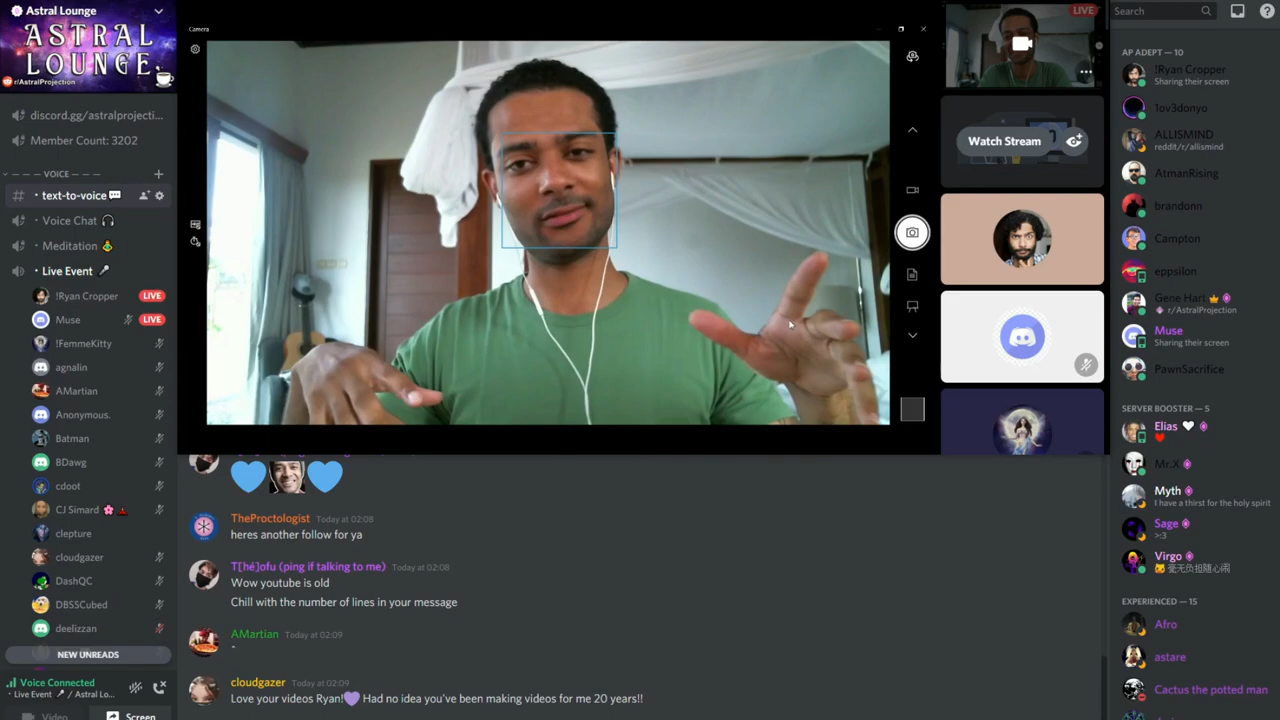 Astral Lounge
ASTRAL
LOUNGE
r/AstralProjection
discord.gg/astralprojecti...
Member Count: 3202
VOICE
text-to-voice
Voice Chat
Meditation
Live Event
!Ryan Cropper LIVE
Muse LIVE
!FemmeKitty
agnalin
AMartian
Anonymous.
Batman
BDawg
cdoot
CJ Simard
clepture
cloudgazer
DashQC
DBSSCubed
deelizzan
NEW UNREADS
Voice Connected
Live Event / Astral Lo...
Video Screen
Camera
TheProctologist Today at 02:08
heres another follow for ya
T[hé]ofu (ping if talking to me) Today at 02:08
Wow youtube is old
Chill with the number of lines in your message
AMartian Today at 02:09
cloudgazer Today at 02:09
Love your videos Ryan! Had no idea you've been making videos for me 20 years!!
LIVE
Watch Stream
Search
AP ADEPT — 10
!Ryan Cropper
Sharing their screen
1ov3donyo
ALLISMIND
reddit/r/allismind
AtmanRising
brandonn
Campton
eppsilon
Gene Hart
r/AstralProjection
Muse
Sharing their screen
PawnSacrifice
SERVER BOOSTER — 5
Elias
Mr.X
Myth
I have a thirst for the holy spirit
Sage
>:3
Virgo
EXPERIENCED — 15
Afro
astare
Cactus the potted man